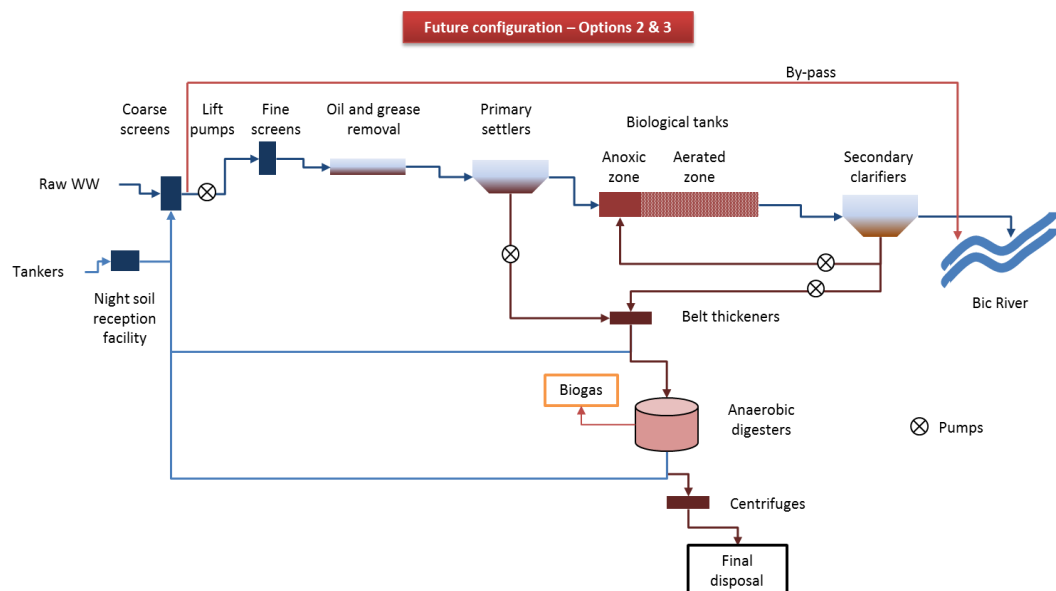 Future configuration – Options 2 & 3
By-pass
Coarse
screens
Lift
pumps
Fine
screens
Oil and grease
removal
Primary
settlers
Biological tanks
Anoxic
zone
Aerated
zone
Secondary
clarifiers
Raw WW
Tankers
Night soil
reception
facility
Bic River
Belt thickeners
Biogas
Anaerobic
digesters
Pumps
Centrifuges
Final
disposal